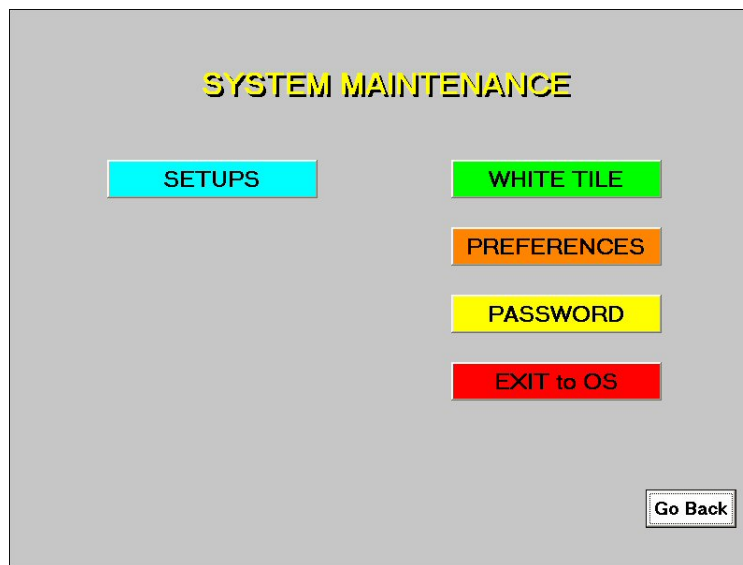 SYSTEM MAINTENANCE
SETUPS
WHITE TILE
PREFERENCES
PASSWORD
EXIT to OS
Go Back